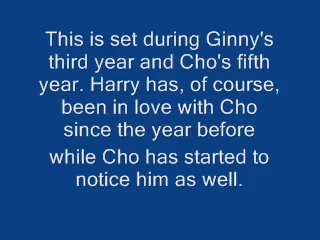 This is set during Ginny's
third year and Cho's fifth
year. Harry has, of course,
been in love with Cho
since the year before
while Cho has started to
notice him as well.